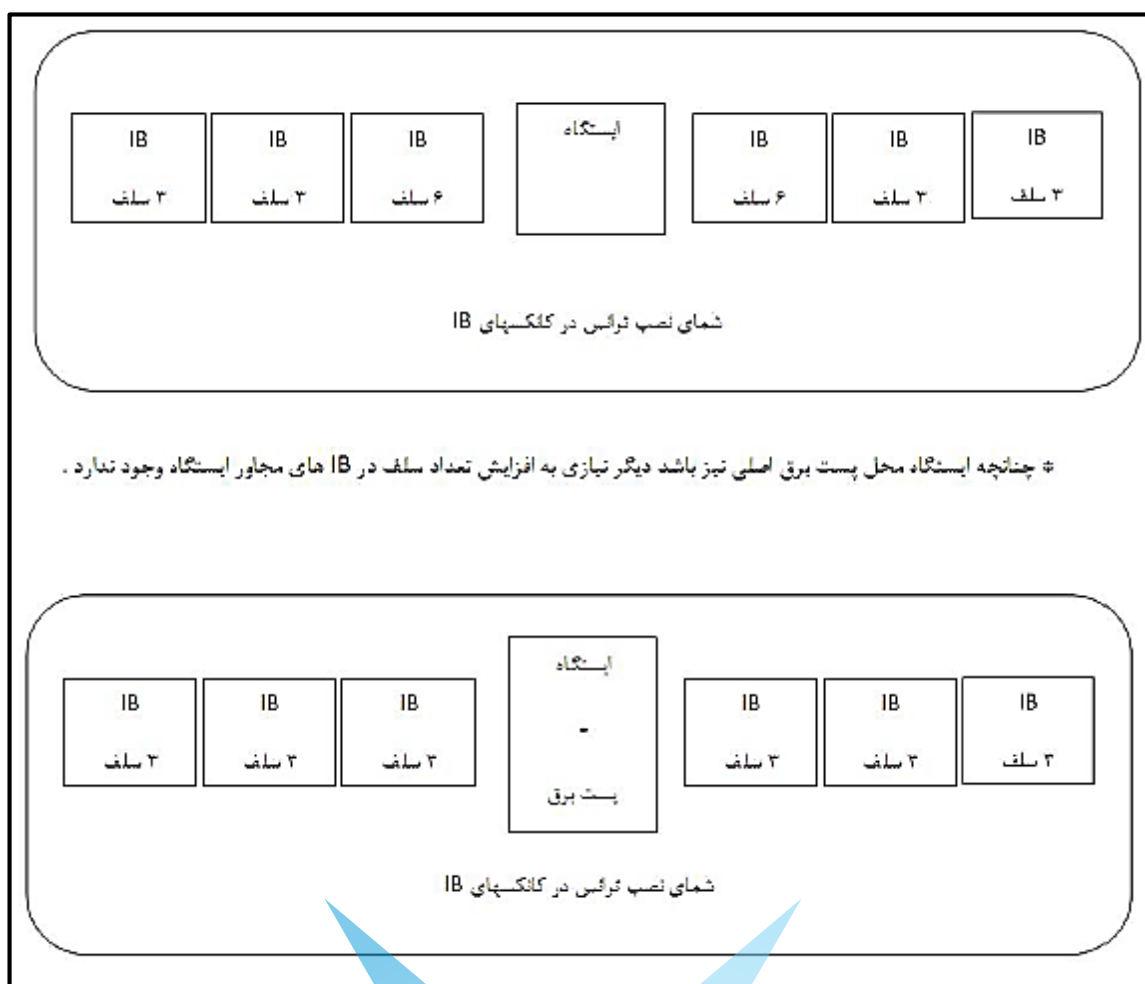 IB IB IB ایستگاه IB IB IB
۳ سلف ۳ سلف ۶ سلف ۶ سلف ۳ سلف ۳ سلف
شمای نصب ترانس در کانکسهای IB
* چنانچه ایستگاه محل پست برق اصلی نیز باشد دیگر نیازی به افزایش تعداد سلف در IB های مجاور ایستگاه وجود ندارد .
ایستگاه
IB IB IB - IB IB IB
۳ سلف ۳ سلف ۳ سلف ۳ سلف ۳ سلف ۳ سلف
پست برق
شمای نصب ترانس در کانکسهای IB